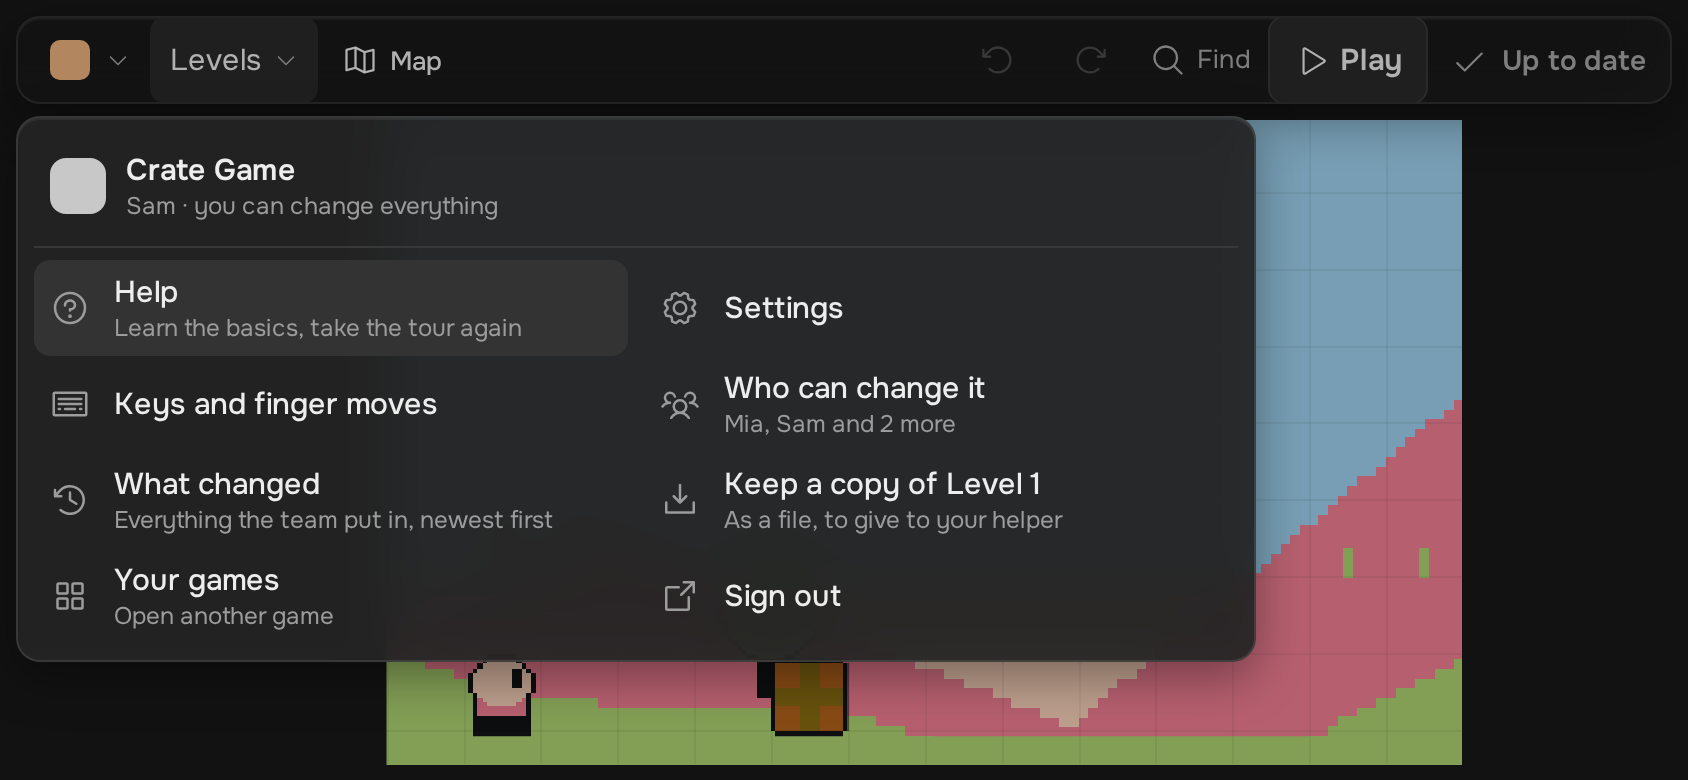 Levels
Map
Find
Play
Up to date
Crate Game
Sam · you can change everything
Help
Learn the basics, take the tour again
Settings
Keys and finger moves
Who can change it
Mia, Sam and 2 more
What changed
Everything the team put in, newest first
Keep a copy of Level 1
As a file, to give to your helper
Your games
Open another game
Sign out